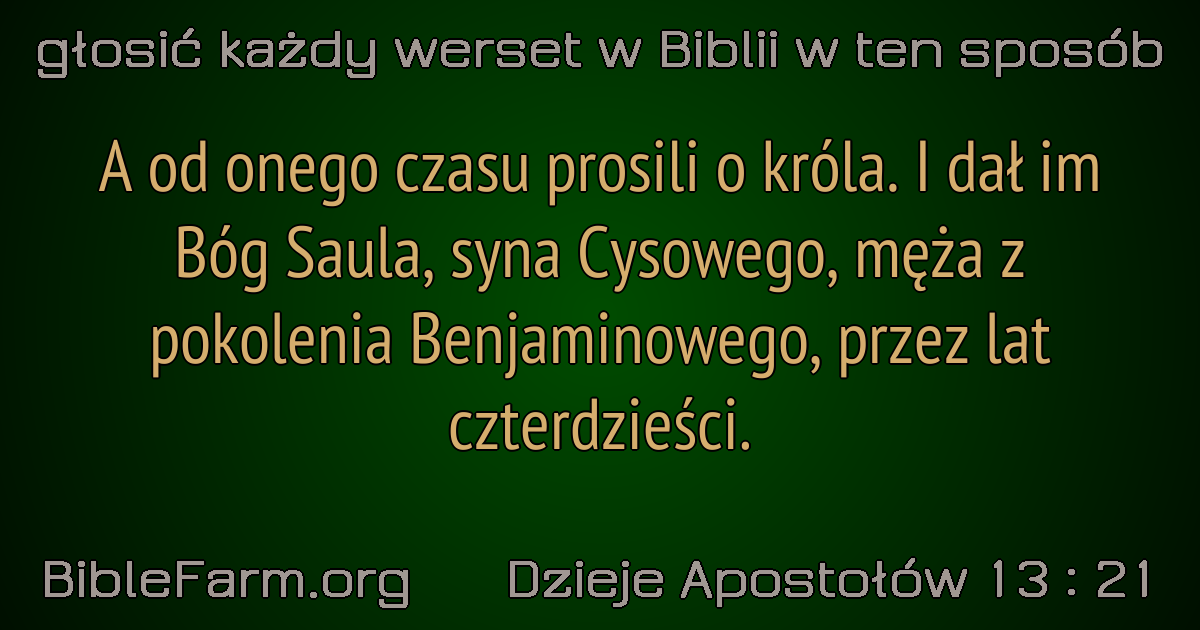 głosić każdy werset w Biblii w ten sposób
A od onego czasu prosili o króla. I dał im
Bóg Saula, syna Cysowego, męża z
pokolenia Benjaminowego, przez lat
czterdzieści.
BibleFarm.org Dzieje Apostołów 13 : 21